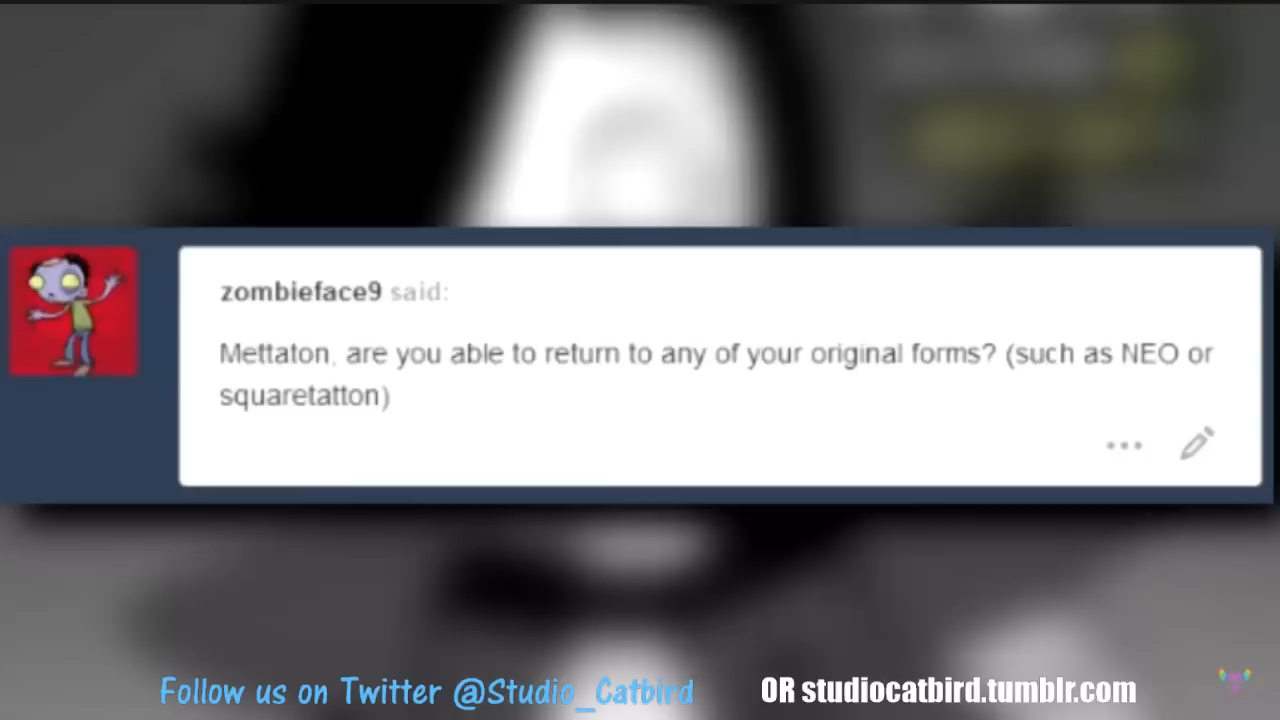 zombieface9 said:
Mettaton, are you able to return to any of your original forms? (such as NEO or
squaretatton)
Follow us on Twitter @Studio_Catbird OR studiocatbird.tumblr.com